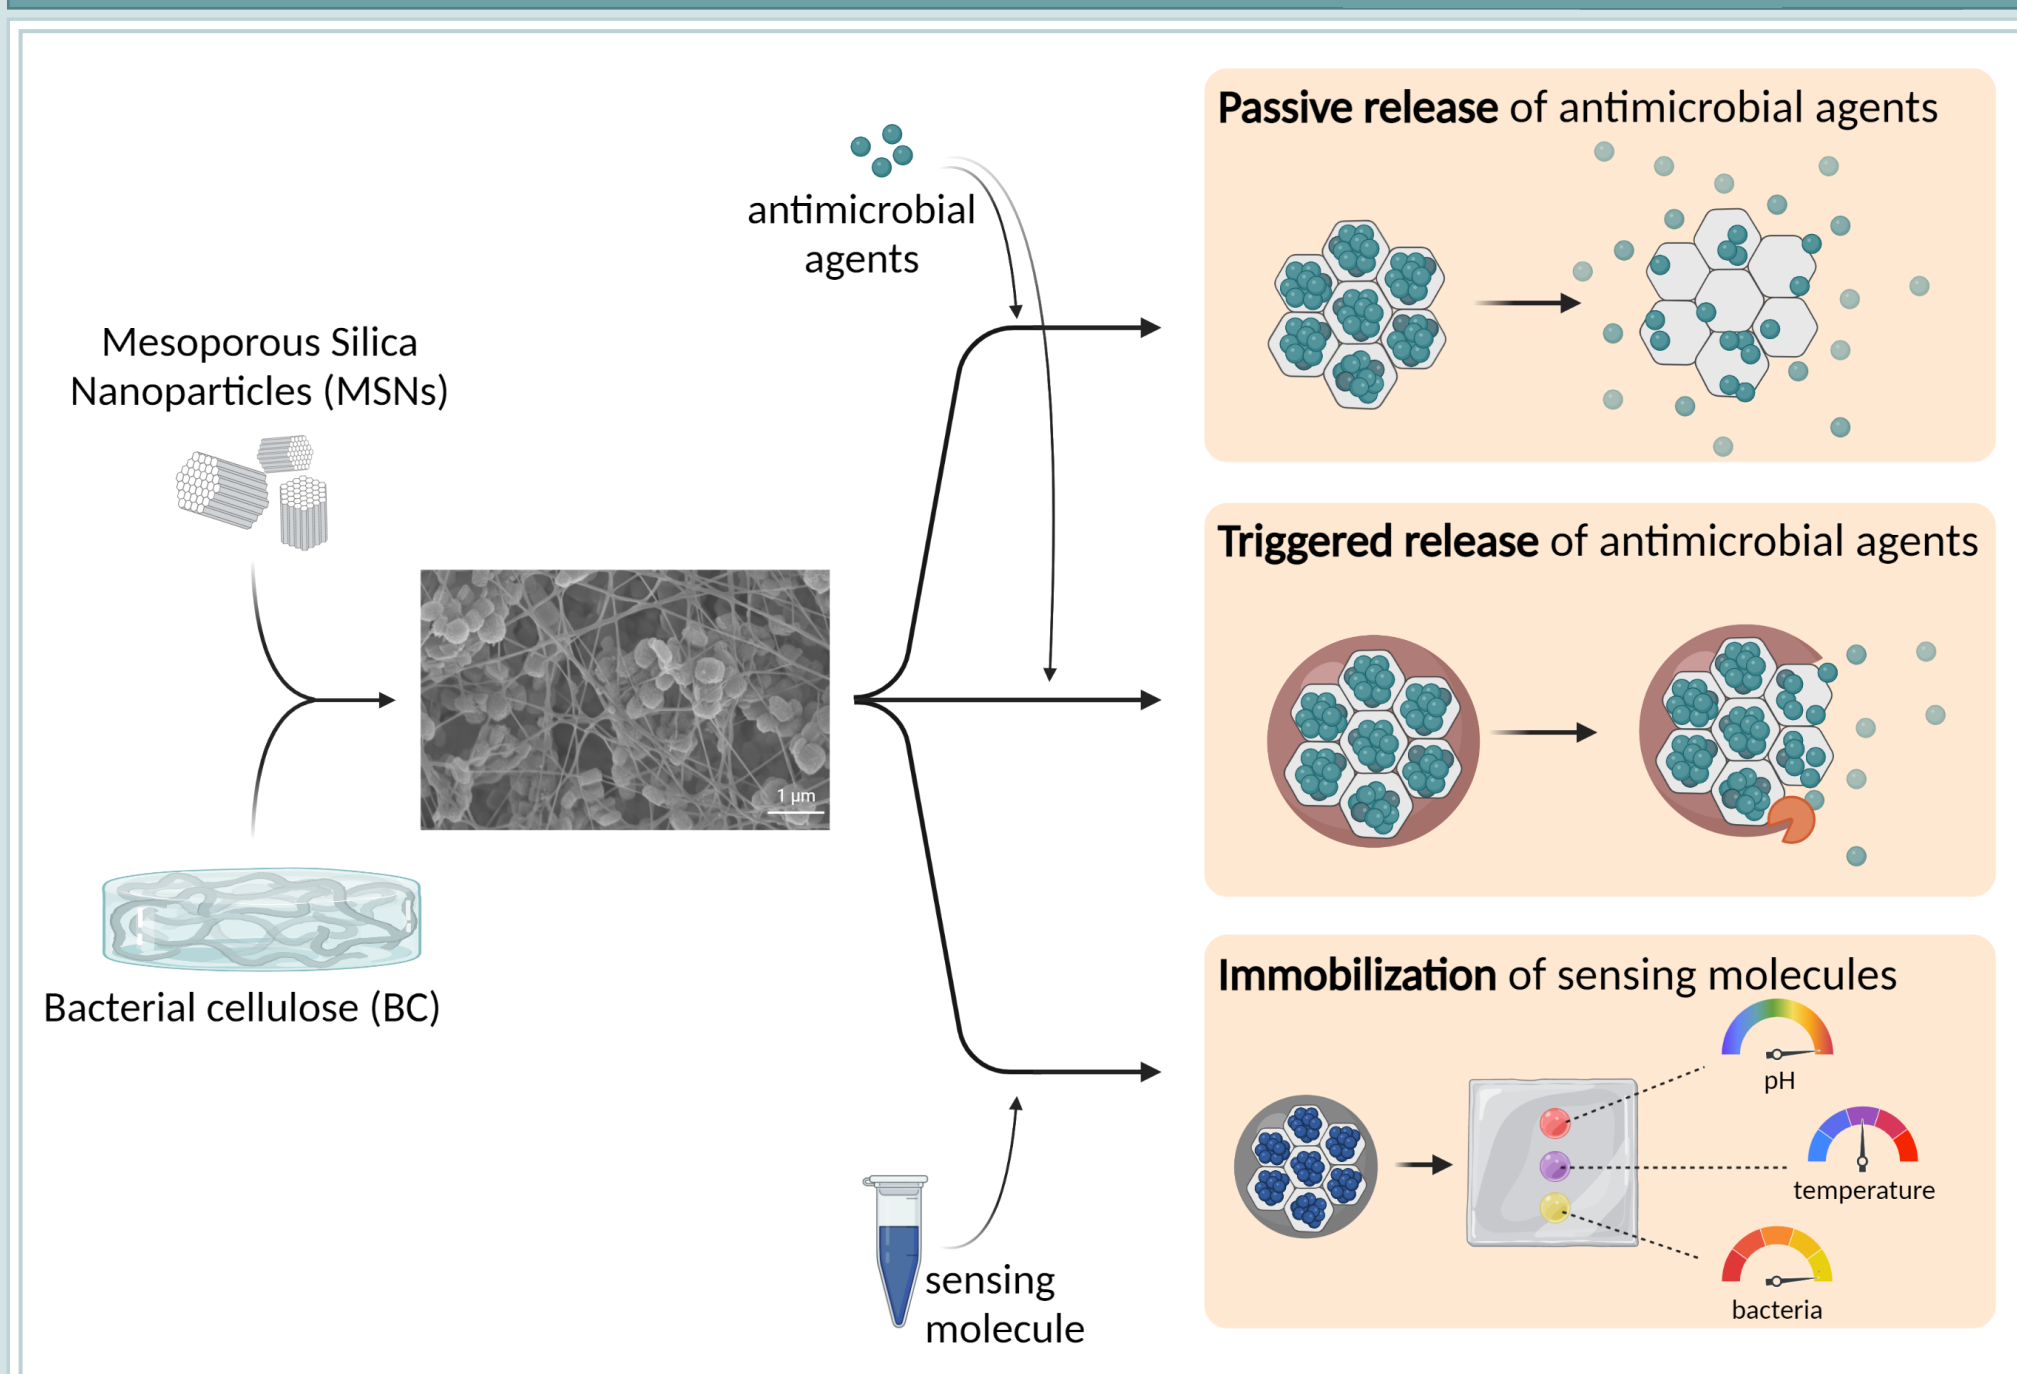 Passive release of antimicrobial agents
antimicrobial
agents
Mesoporous Silica
Nanoparticles (MSNs)
Triggered release of antimicrobial agents
1 µm
Bacterial cellulose (BC)
Immobilization of sensing molecules
pH
temperature
bacteria
sensing
molecule